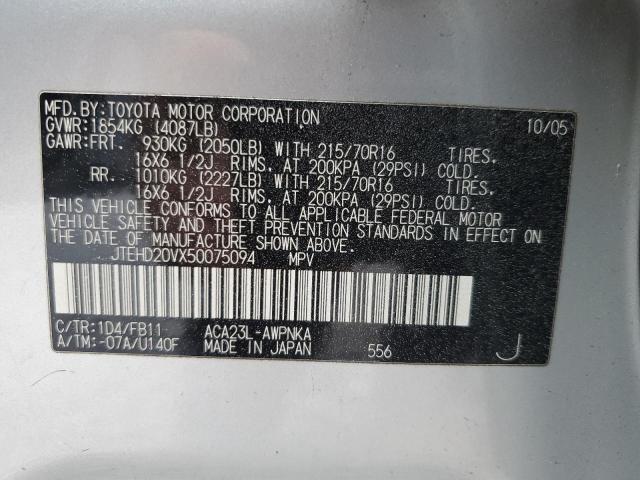 MFD.BY:TOYOTA MOTOR CORPORATION 10/05
GVWR:1854KG (4087LB)
GAWR:FRT. 930KG (2050LB) WITH 215/70R16 TIRES.
16X6 1/2J RIMS. AT 200KPA (29PSI) COLD.
RR. 1010KG (2227LB) WITH 215/70R16 TIRES.
16X6 1/2J RIMS. AT 200KPA (29PSI) COLD.
THIS VEHICLE CONFORMS TO ALL APPLICABLE FEDERAL MOTOR
VEHICLE SAFETY AND THEFT PREVENTION STANDARDS IN EFFECT ON
THE DATE OF MANUFACTURE SHOWN ABOVE.
JTEHD20VX50075094 MPV
C/TR:1D4/FB11- ACA23L-AWPNKA
A/TM:-07A/U140F MADE IN JAPAN 556 J